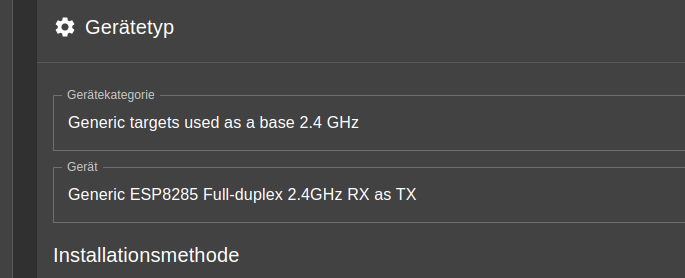 Gerätetyp
Gerätekategorie
Generic targets used as a base 2.4 GHz
Gerät
Generic ESP8285 Full-duplex 2.4GHz RX as TX
Installationsmethode